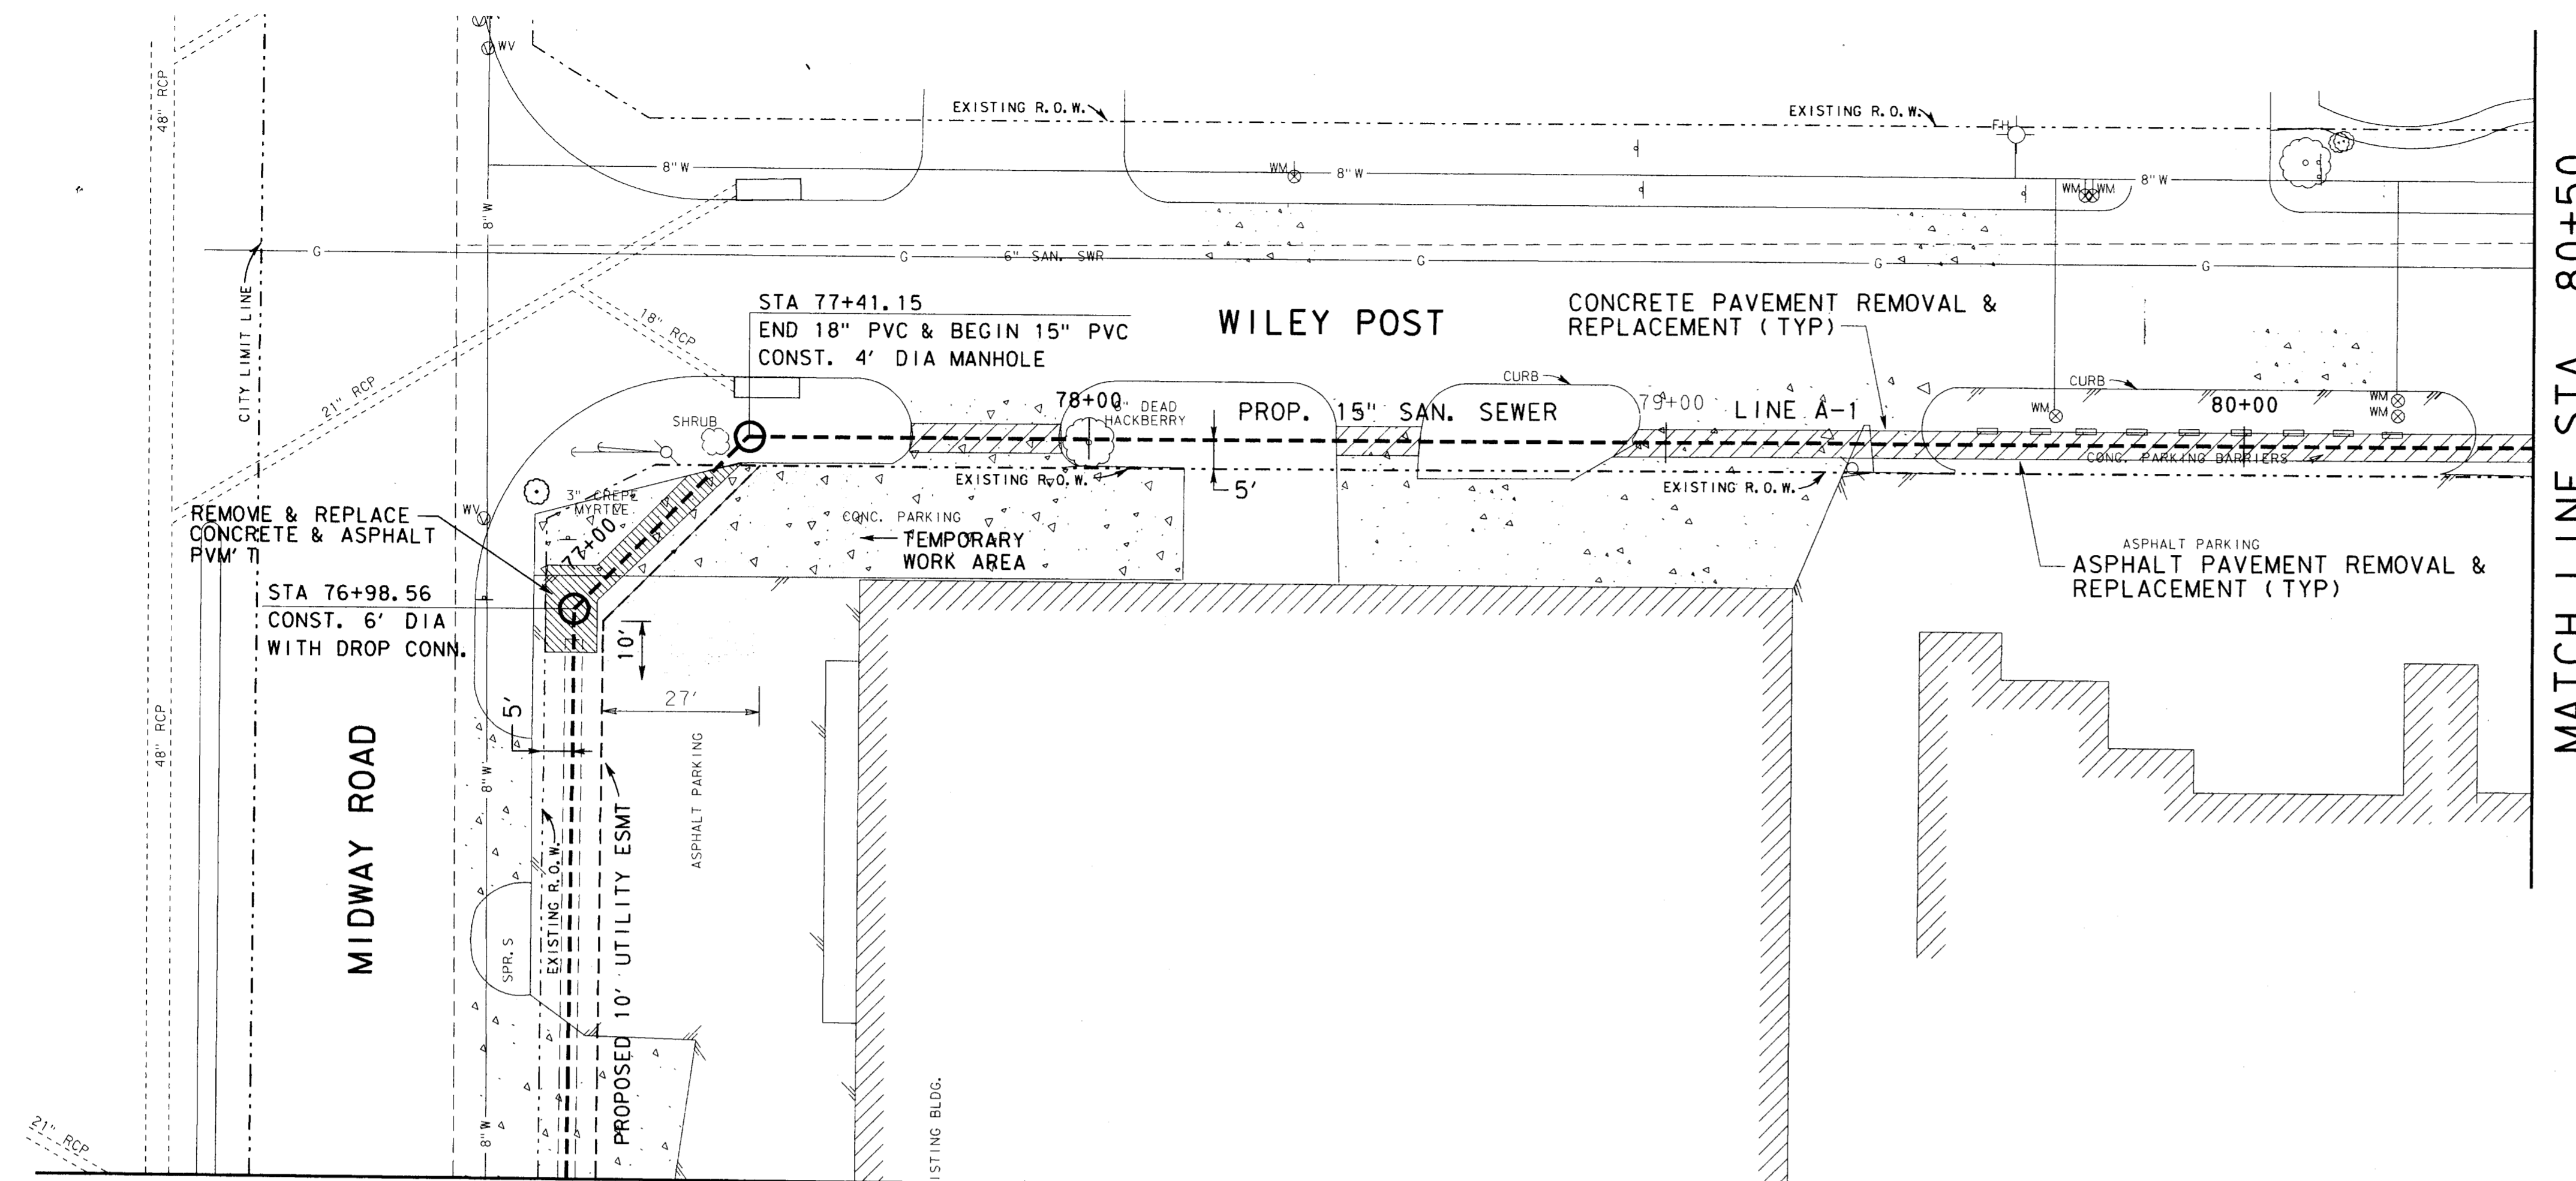 WV
48" RCP
EXISTING R.O.W.
EXISTING R.O.W.
FH
8" W
WM
8" W
WM
WM
8" W
8" W
CITY LIMIT LINE
G
G
6" SAN. SWR
G
G
G
MATCH LINE STA 80+50
18" RCP
21" RCP
STA 77+41.15
END 18" PVC & BEGIN 15" PVC
CONST. 4' DIA MANHOLE
WILEY POST
CONCRETE PAVEMENT REMOVAL &
REPLACEMENT (TYP)
CURB
CURB
SHRUB
78+00
DEAD
HACKBERRY
PROP. 15" SAN. SEWER
79+00
LINE A-1
WM
80+00
WM
WM
CONC. PARKING BARRIERS
EXISTING R.O.W.
5'
EXISTING R.O.W.
3" CREPE
MYRTLE
WV
77+00
CONC. PARKING
TEMPORARY
WORK AREA
REMOVE & REPLACE
CONCRETE & ASPHALT
PVM'T
ASPHALT PARKING
ASPHALT PAVEMENT REMOVAL &
REPLACEMENT (TYP)
STA 76+98.56
CONST. 6' DIA
WITH DROP CONN.
10'
27'
5'
48" RCP
MIDWAY ROAD
8" W
ASPHALT PARKING
EXISTING R.O.W.
PROPOSED 10' UTILITY ESMT
SPR. S
8" W
21" RCP
ISTING BLDG.